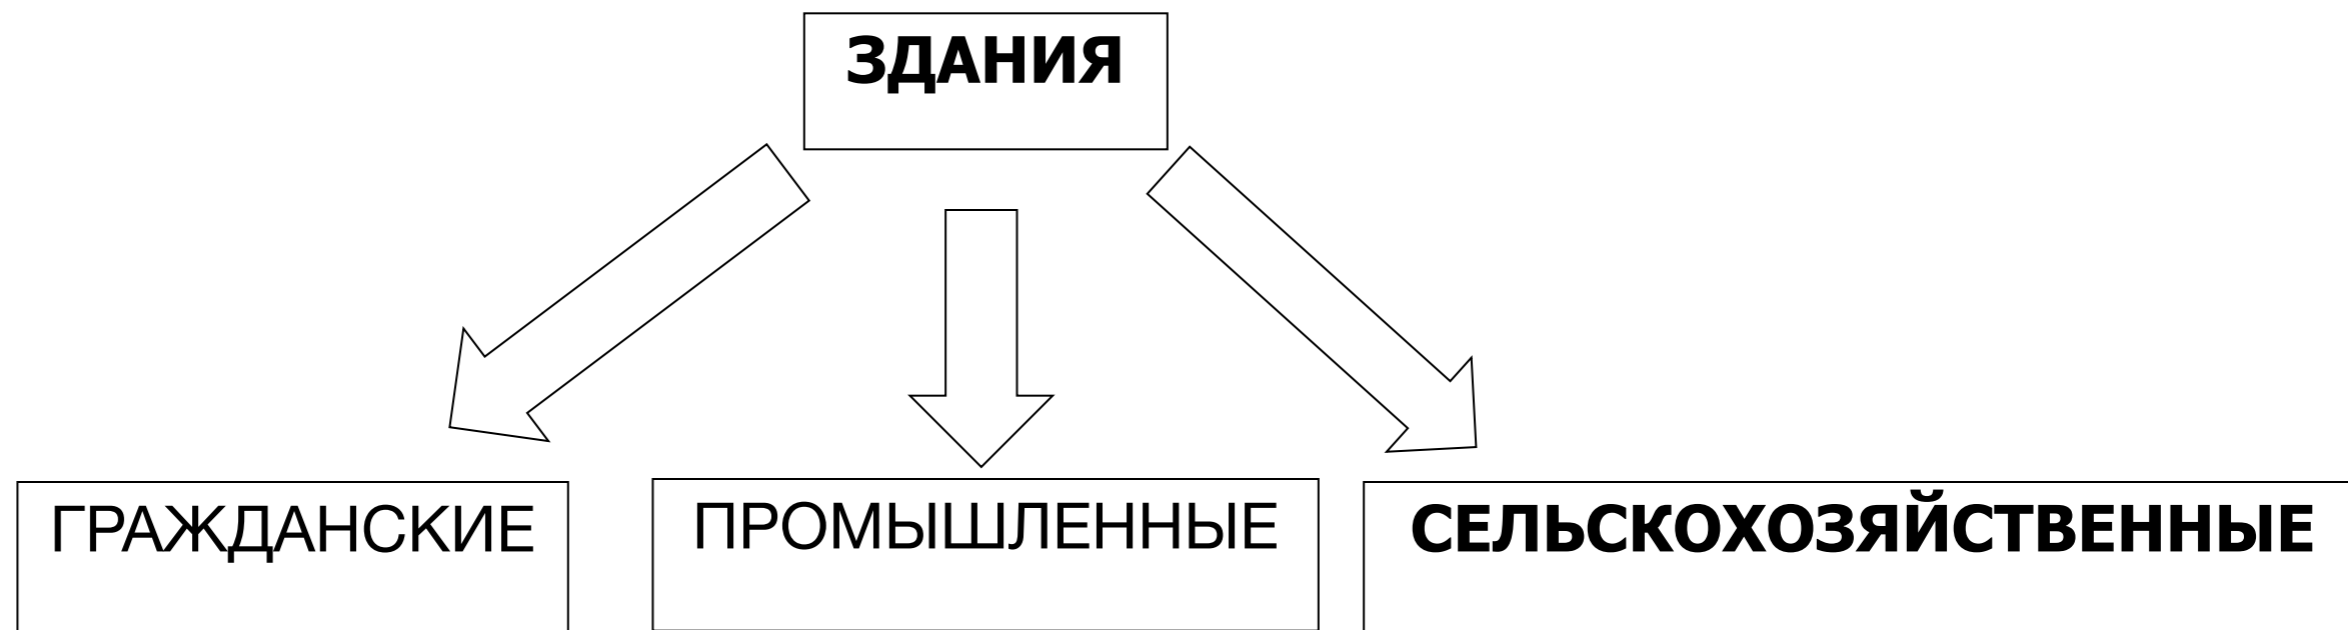 ЗДАНИЯ
ГРАЖДАНСКИЕ
ПРОМЫШЛЕННЫЕ
СЕЛЬСКОХОЗЯЙСТВЕННЫЕ